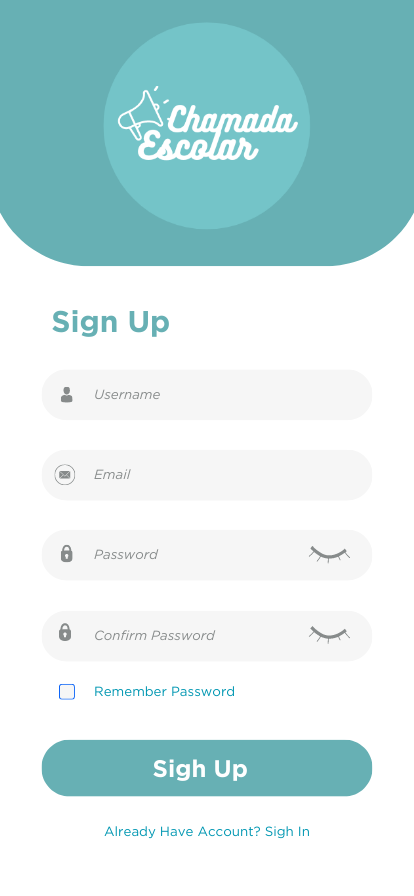 Chamada
Escolar
Sign Up
Username
Email
Password
Confirm Password
Remember Password
Sigh Up
Already Have Account? Sigh In